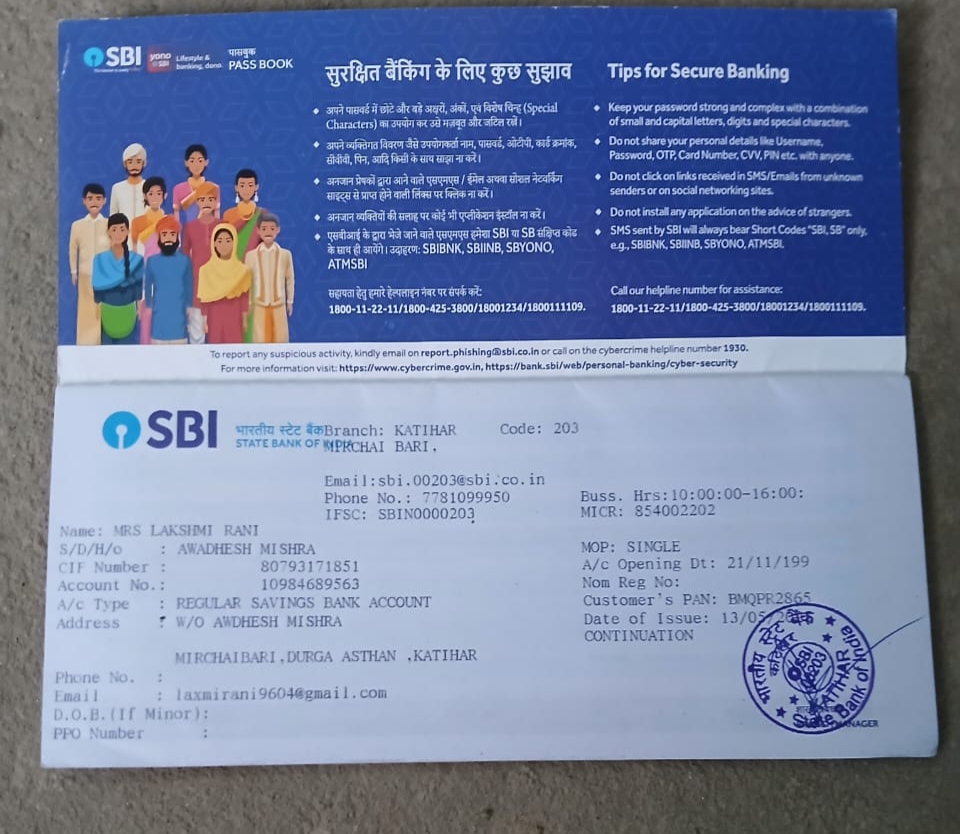 SBI
yono SBI
Lifestyle & banking, dono.
पासबुक
PASS BOOK
सुरक्षित बैंकिंग के लिए कुछ सुझाव
अपने पासवर्ड में छोटे और बड़े अक्षरों, अंकों, एवं विशेष चिन्ह (Special
Characters) का उपयोग कर उसे मज़बूत और जटिल रखें।
अपने व्यक्तिगत विवरण जैसे उपयोगकर्ता नाम, पासवर्ड, ओटीपी, कार्ड क्रमांक,
सीवीवी, पिन, आदि किसी के साथ साझा ना करें।
अनजान प्रेषकों द्वारा आने वाले एसएमएस / ईमेल अथवा सोशल नेटवर्किंग
साइट्स से प्राप्त होने वाली लिंक्स पर क्लिक ना करें।
अनजान व्यक्तियों की सलाह पर कोई भी एप्लीकेशन इंस्टॉल ना करें।
एसबीआई के द्वारा भेजे जाने वाले एसएमएस हमेशा SBI या SB संक्षिप्त कोड
के साथ ही आयेंगे। उदाहरण: SBIBNK, SBIINB, SBYONO,
ATMSBI
सहायता हेतु हमारे हेल्पलाइन नंबर पर संपर्क करें:
1800-11-22-11/1800-425-3800/18001234/1800111109.
Tips for Secure Banking
Keep your password strong and complex with a combination
of small and capital letters, digits and special characters.
Do not share your personal details like Username,
Password, OTP, Card Number, CVV, PIN etc. with anyone.
Do not click on links received in SMS/Emails from unknown
senders or on social networking sites.
Do not install any application on the advice of strangers.
SMS sent by SBI will always bear Short Codes "SBI, SB" only,
e.g., SBIBNK, SBIINB, SBYONO, ATMSBI.
Call our helpline number for assistance:
1800-11-22-11/1800-425-3800/18001234/1800111109.
To report any suspicious activity, kindly email on report.phishing@sbi.co.in or call on the cybercrime helpline number 1930.
For more information visit: https://www.cybercrime.gov.in, https://bank.sbi/web/personal-banking/cyber-security
SBI
भारतीय स्टेट बैंक
STATE BANK OF INDIA
Branch: KATIHAR Code: 203
MIRCHAI BARI,
Email:sbi.00203@sbi.co.in
Phone No.: 7781099950
IFSC: SBIN0000203
Buss. Hrs:10:00:00-16:00:
MICR: 854002202
Name: MRS LAKSHMI RANI
S/D/H/o : AWADHESH MISHRA
CIF Number : 80793171851
Account No.: 10984689563
A/c Type : REGULAR SAVINGS BANK ACCOUNT
Address : W/O AWDHESH MISHRA
MIRCHAIBARI,DURGA ASTHAN ,KATIHAR
Phone No. :
Email : laxmirani9604@gmail.com
D.O.B.(If Minor):
PPO Number :
MOP: SINGLE
A/c Opening Dt: 21/11/199
Nom Reg No:
Customer's PAN: BMQPR2865
Date of Issue: 13/05/
CONTINUATION
भारतीय स्टेट बैंक
कटिहार
SBI
KATIHAR
State Bank of India
MANAGER